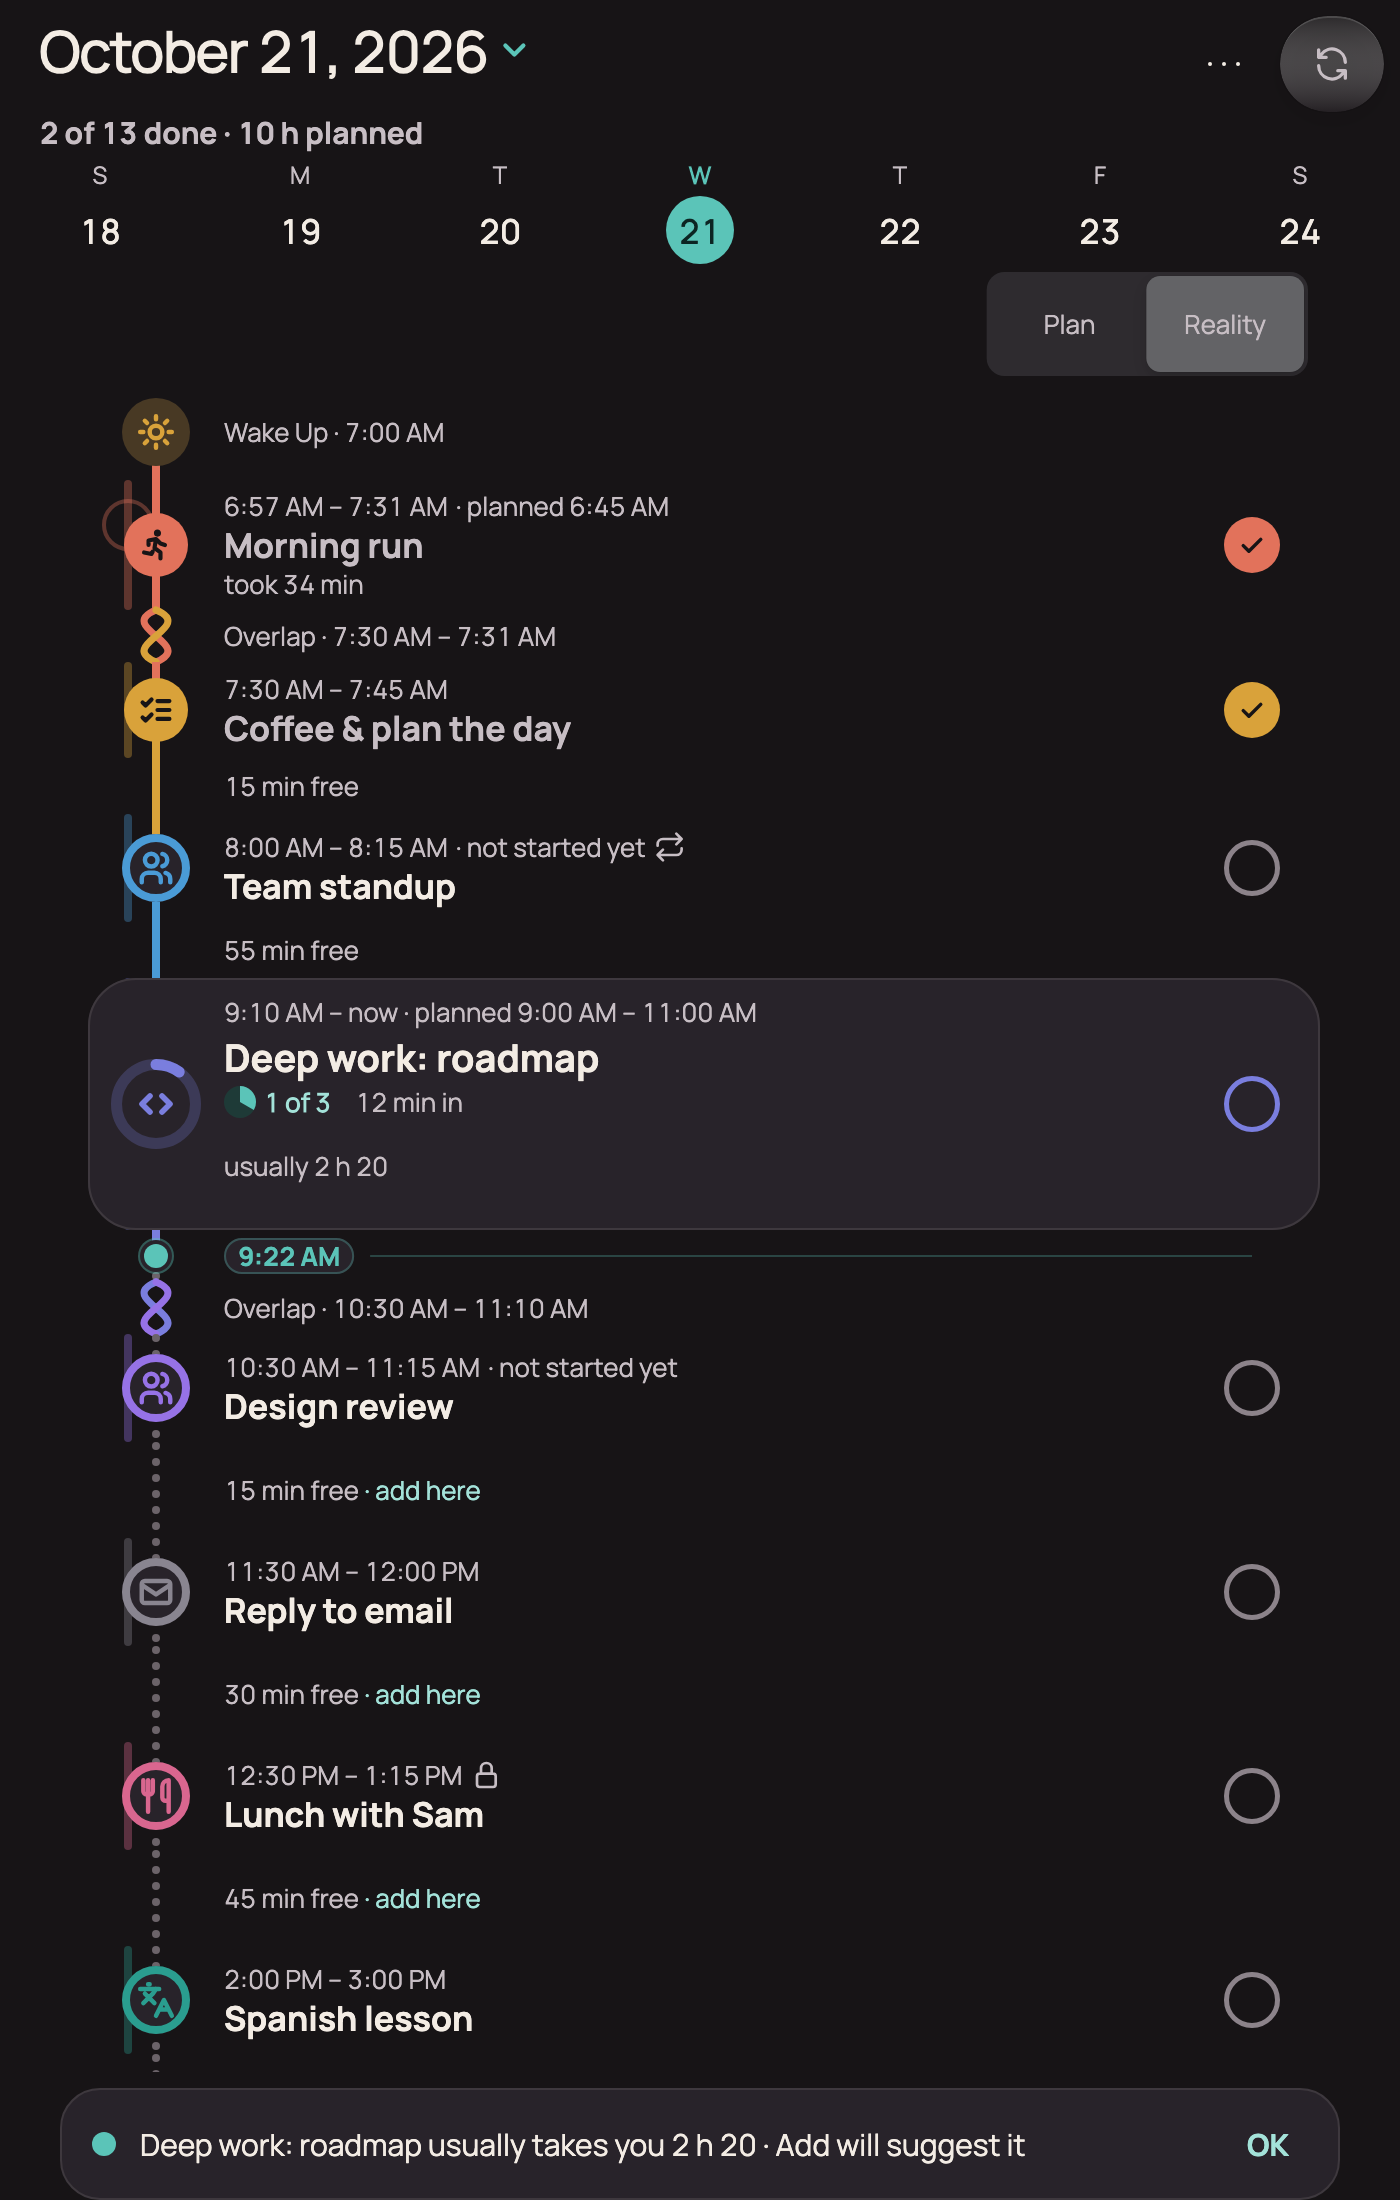 October 21, 2026
...
2 of 13 done · 10 h planned
S M T W T F S
18 19 20 21 22 23 24
Plan Reality
Wake Up · 7:00 AM
6:57 AM – 7:31 AM · planned 6:45 AM
Morning run
took 34 min
Overlap · 7:30 AM – 7:31 AM
7:30 AM – 7:45 AM
Coffee & plan the day
15 min free
8:00 AM – 8:15 AM · not started yet
Team standup
55 min free
9:10 AM – now · planned 9:00 AM – 11:00 AM
Deep work: roadmap
1 of 3 12 min in
usually 2 h 20
9:22 AM
Overlap · 10:30 AM – 11:10 AM
10:30 AM – 11:15 AM · not started yet
Design review
15 min free · add here
11:30 AM – 12:00 PM
Reply to email
30 min free · add here
12:30 PM – 1:15 PM
Lunch with Sam
45 min free · add here
2:00 PM – 3:00 PM
Spanish lesson
Deep work: roadmap usually takes you 2 h 20 · Add will suggest it OK